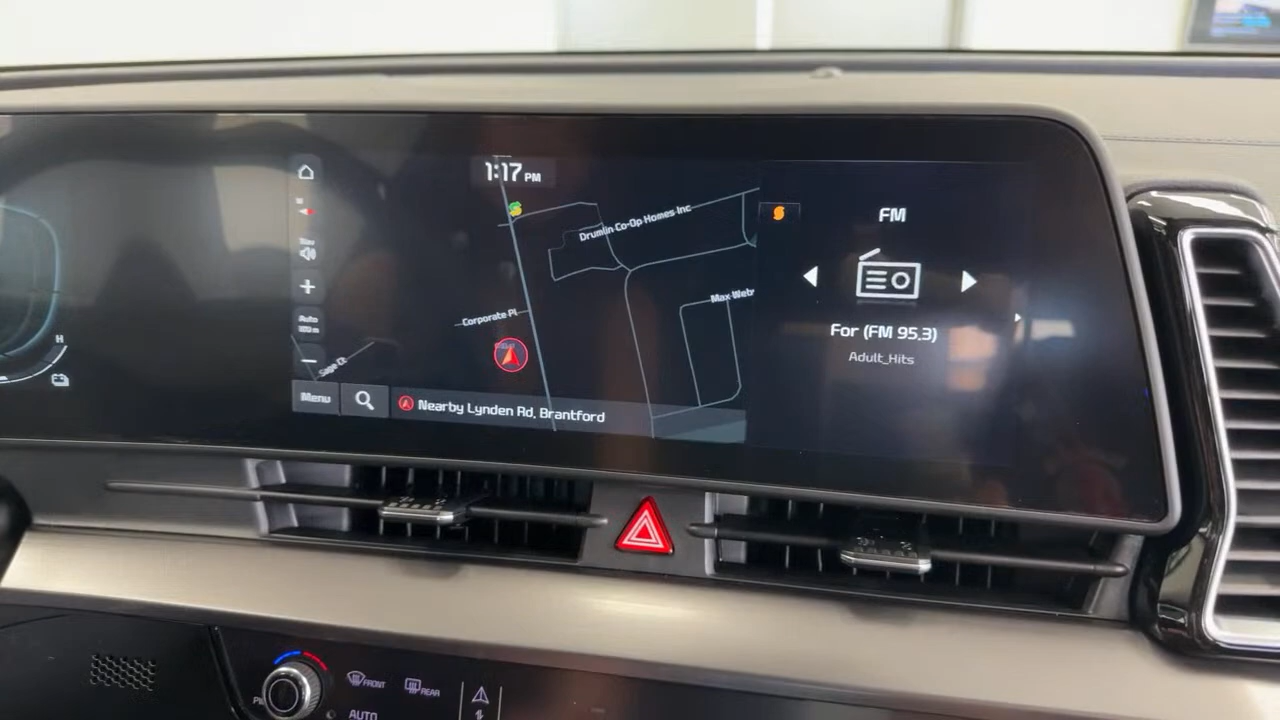 1:17 PM
Drumlin Co-Op Homes Inc
FM
Auto
Max Web
Corporate Pl
For (FM 95.3)
Adult_Hits
H
Sage Ct
Menu
Nearby Lynden Rd, Brantford
FRONT
REAR
AUTO